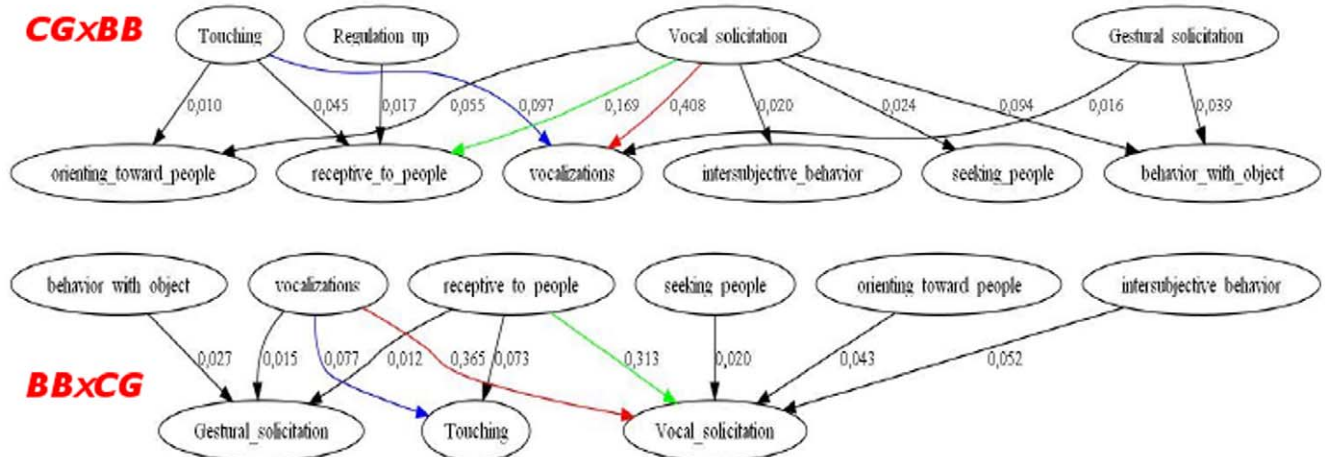 CGxBB
Touching
Regulation up
Vocal solicitation
Gestural solicitation
0,010
0,045
0,017
0,055
0,097
0,169
0,408
0,020
0,024
0,094
0,016
0,039
orienting_toward_people
receptive_to_people
vocalizations
intersubjective_behavior
seeking_people
behavior_with_object
behavior with object
vocalizations
receptive to people
seeking people
orienting toward people
intersubjective behavior
BBxCG
0,027
0,015
0,077
0,012
0,365
0,073
0,313
0,020
0,043
0,052
Gestural_solicitation
Touching
Vocal_solicitation